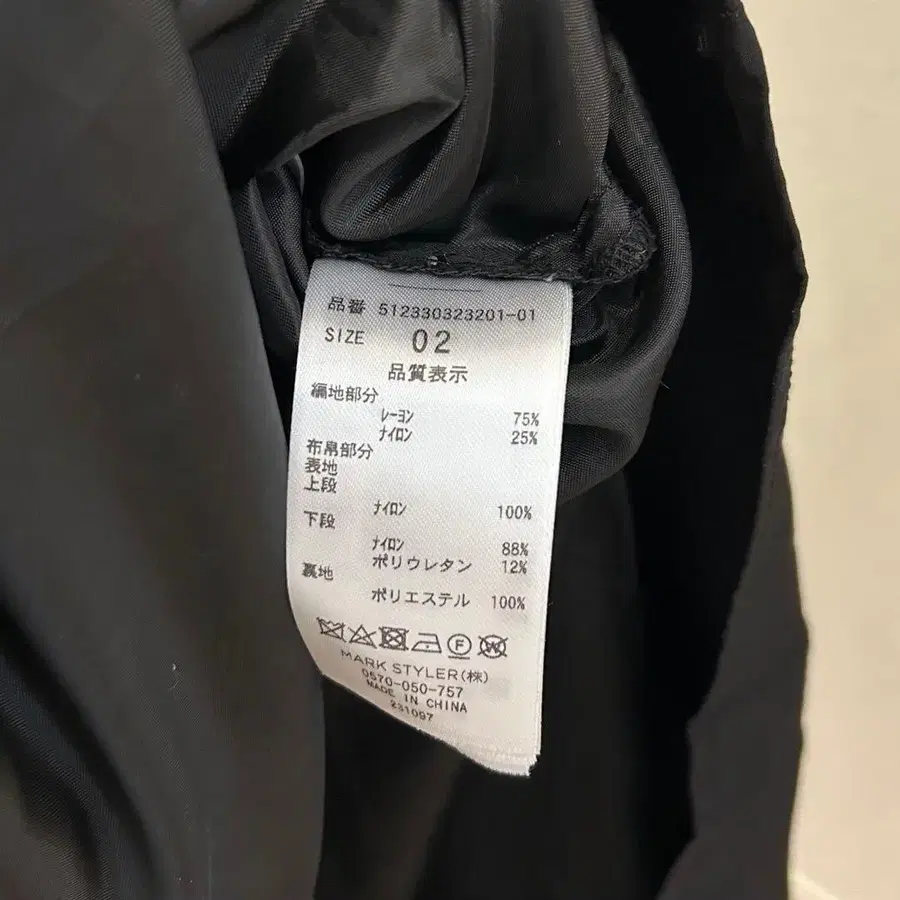 品番 512330323201-01
SIZE 02
品質表示
編地部分
レーヨン 75%
ナイロン 25%
布帛部分
表地
上段
ナイロン 100%
下段
ナイロン 88%
ポリウレタン 12%
裏地
ポリエステル 100%
F W
MARK STYLER(株)
0570-050-757
MADE IN CHINA
231097